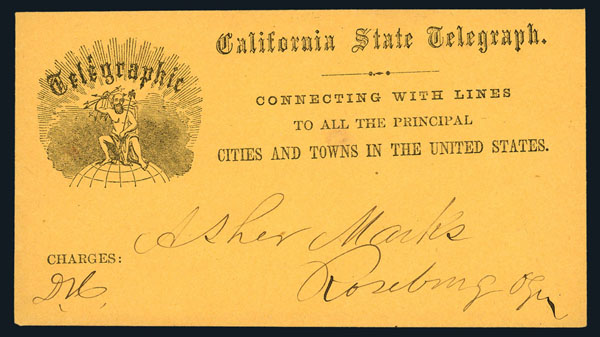 California State Telegraph.
Telegraphic
CONNECTING WITH LINES
TO ALL THE PRINCIPAL
CITIES AND TOWNS IN THE UNITED STATES.
Asher Marks
CHARGES:
Roseburg Ogn